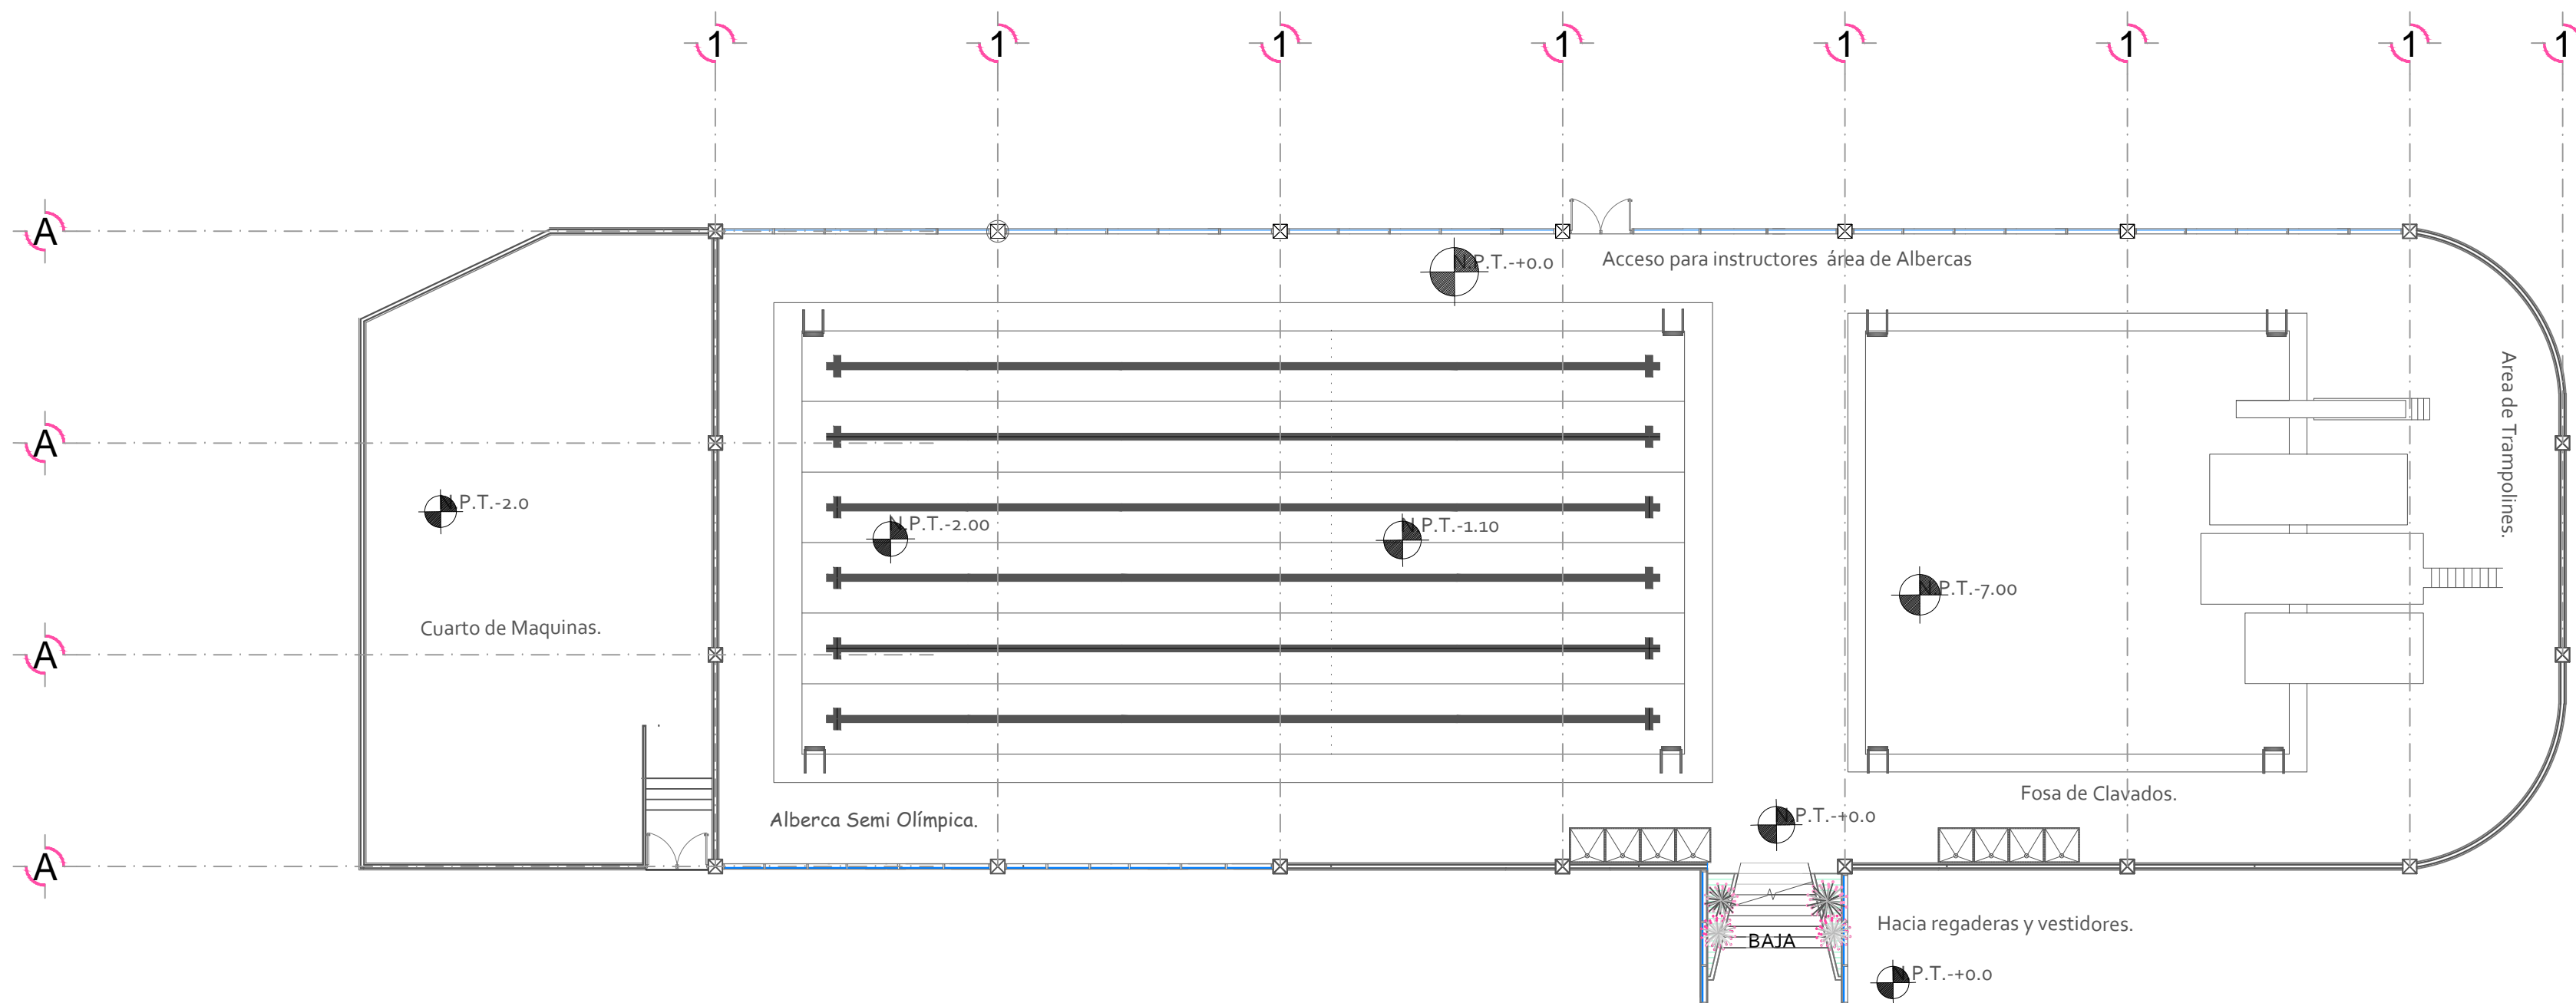 1 1 1 1 1 1 1 1
A
N.P.T.-+0.0
Acceso para instructores área de Albercas
Area de Trampolines.
A
N.P.T.-2.0
N.P.T.-2.00
N.P.T.-1.10
N.P.T.-7.00
Cuarto de Maquinas.
A
Fosa de Clavados.
Alberca Semi Olímpica.
N.P.T.-+0.0
A
Hacia regaderas y vestidores.
BAJA
N.P.T.-+0.0